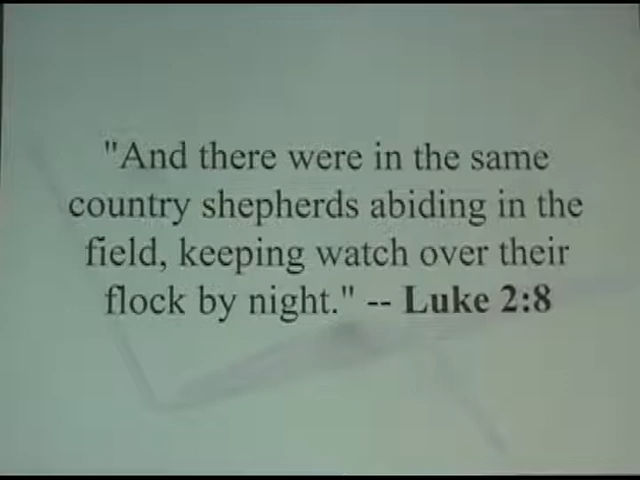 "And there were in the same
country shepherds abiding in the
field, keeping watch over their
flock by night." -- Luke 2:8